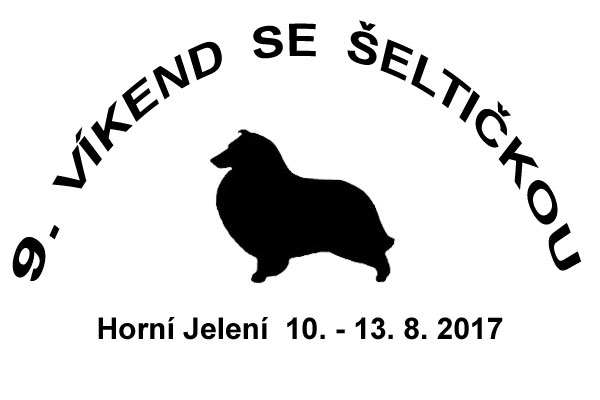 9. VÍKEND SE ŠELTIČKOU
Horní Jelení 10. - 13. 8. 2017